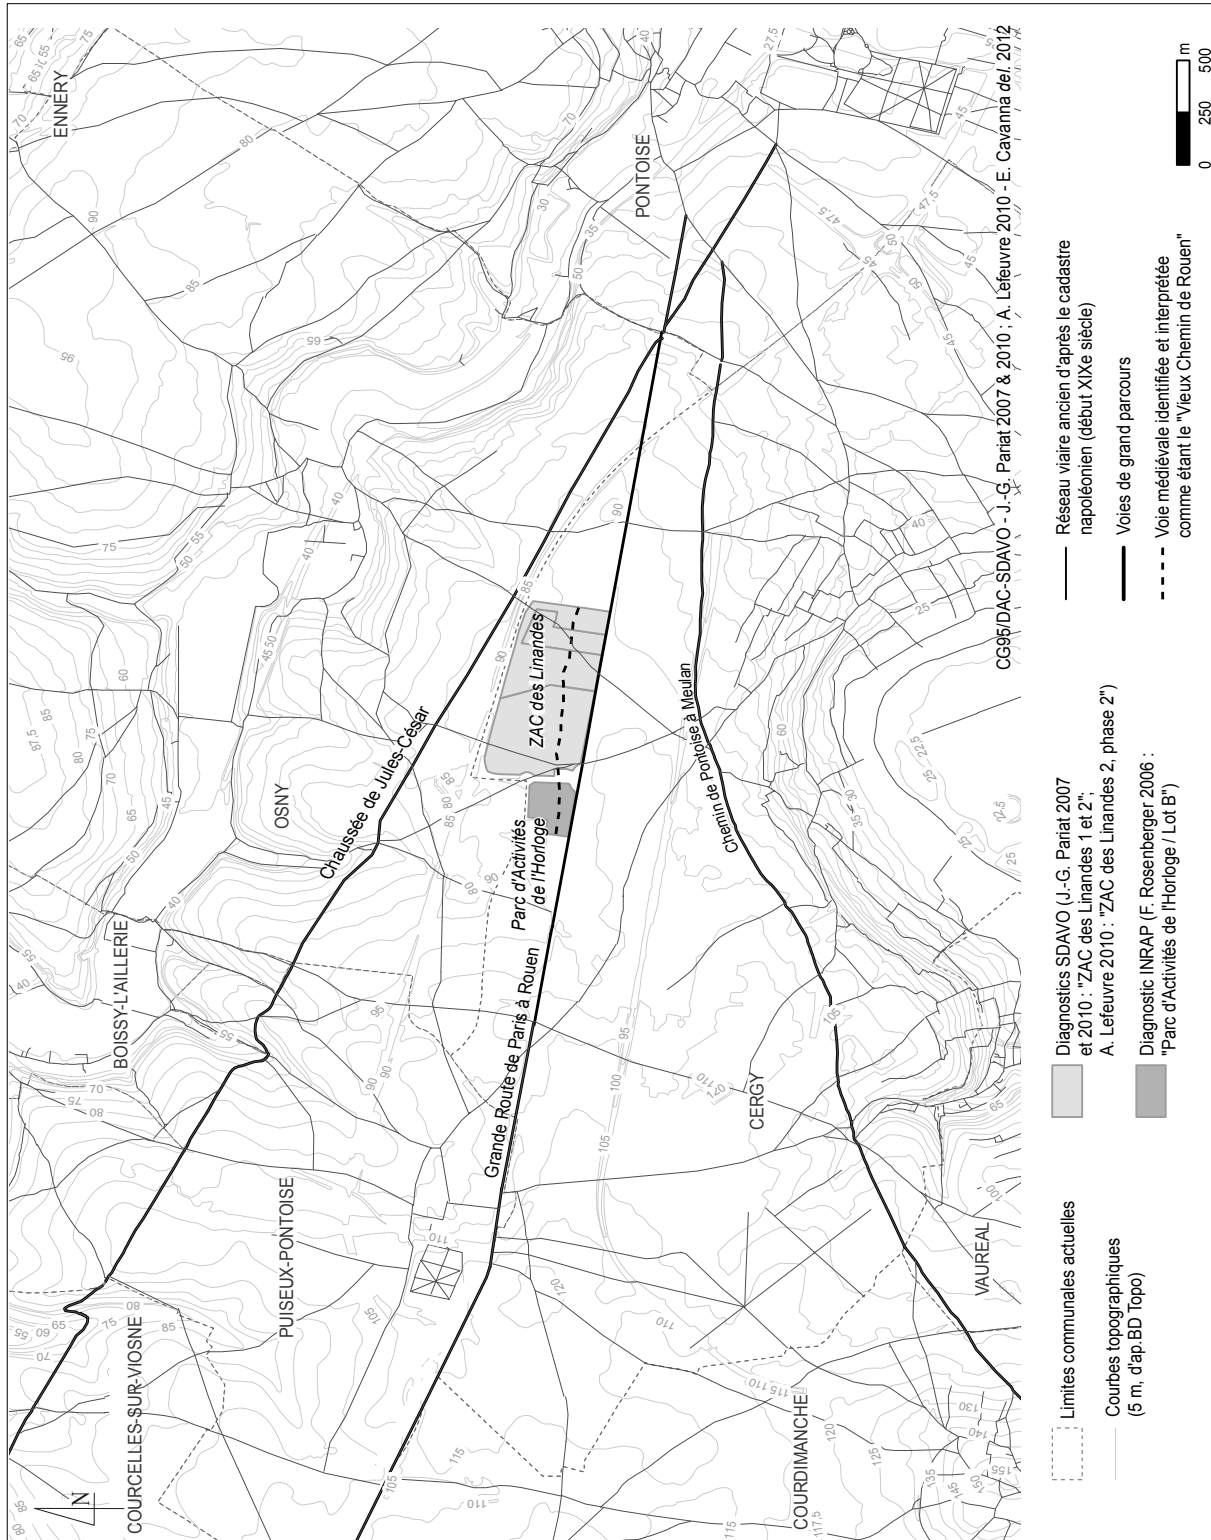 ENNERY
PONTOISE
OSNY
BOISSY-L'AILLERIE
PUISEUX-PONTOISE
COURCELLES-SUR-VIOSNE
CERGY
VAUREAL
COURDIMANCHE
Chaussée de Jules-César
ZAC des Linandes
Parc d'Activités
de l'Horloge
Grande Route de Paris à Rouen
Chemin de Pontoise à Meulan
N
CG95/DAC-SDAVO - J.-G. Pariat 2007 & 2010 ; A. Lefeuvre 2010 - E. Cavanna del. 2012
Limites communales actuelles
Courbes topographiques
(5 m, d'ap.BD Topo)
Diagnostics SDAVO (J.-G. Pariat 2007
et 2010 : "ZAC des Linandes 1 et 2";
A. Lefeuvre 2010 : "ZAC des Linandes 2, phase 2")
Diagnostic INRAP (F. Rosenberger 2006 :
"Parc d'Activités de l'Horloge / Lot B")
Réseau viaire ancien d'après le cadastre
napoléonien (début XIXe siècle)
Voies de grand parcours
Voie médiévale identifiée et interprétée
comme étant le "Vieux Chemin de Rouen"
0 250 500 m